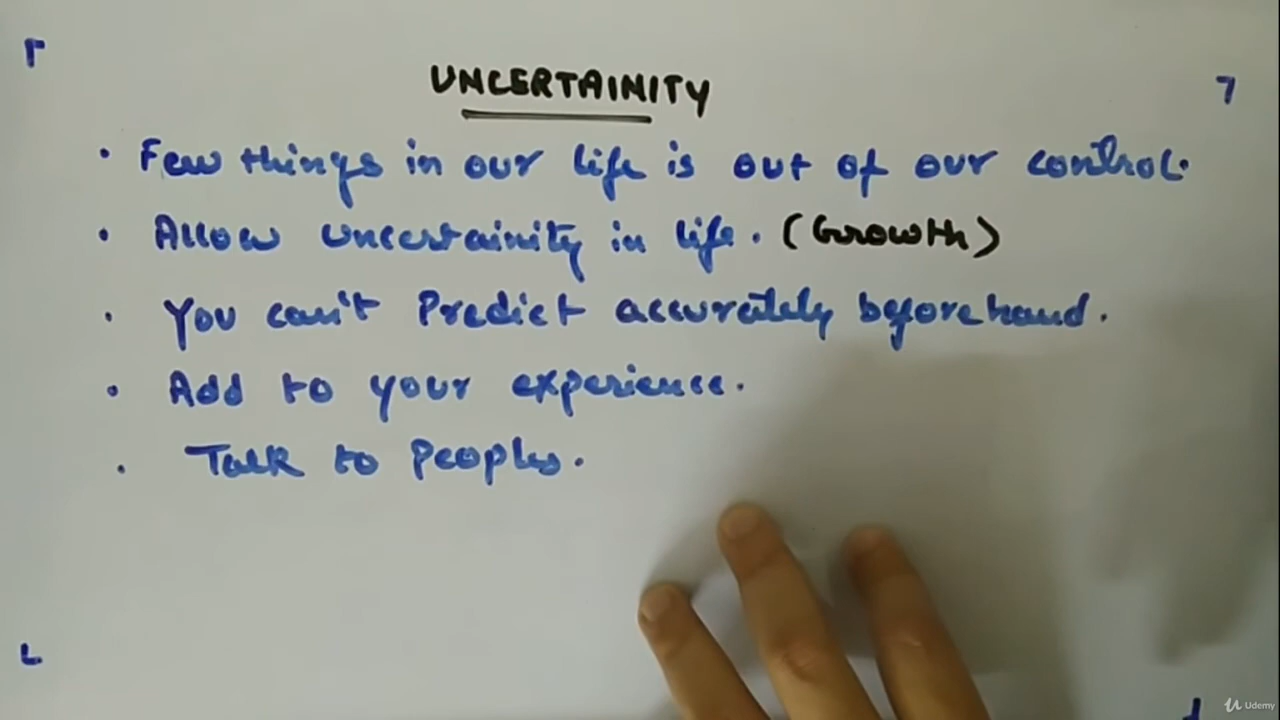 UNCERTAINITY
• Few things in our life is out of our control.
• Allow uncertainity in life. (Growth)
• You can't Predict accurately beforehand.
• Add to your experience.
• Talk to Peoples.
Udemy